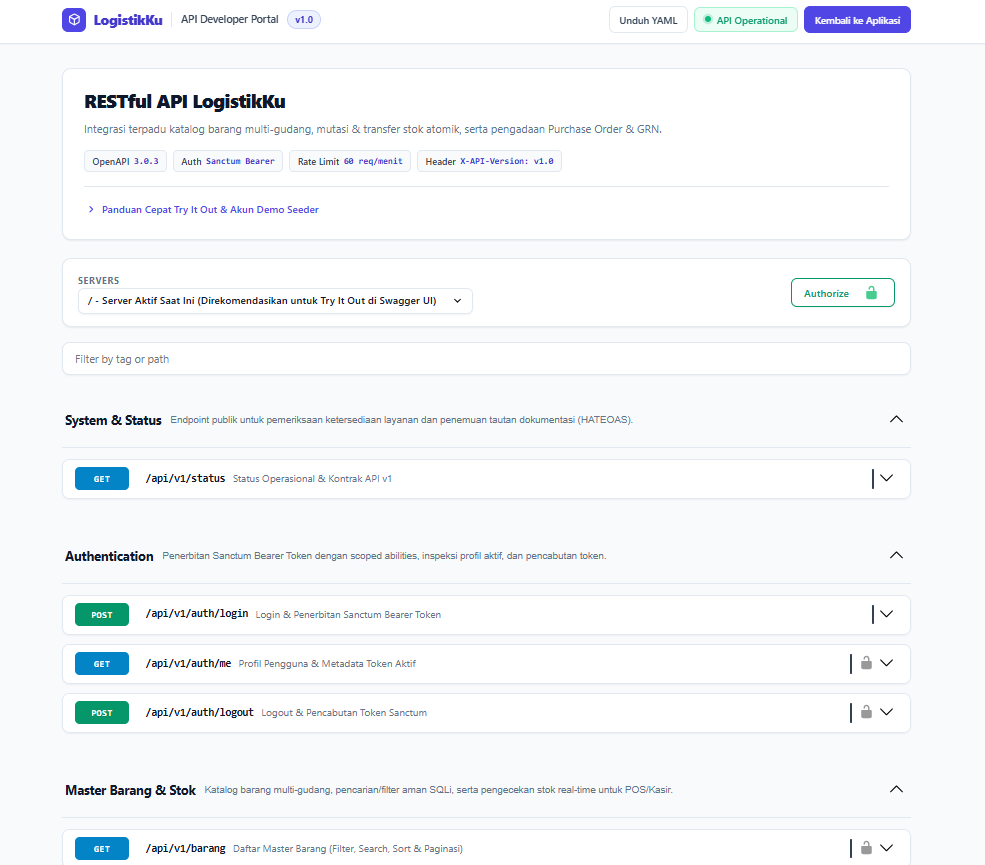 LogistikKu API Developer Portal v1.0 Unduh YAML API Operational Kembali ke Aplikasi
RESTful API LogistikKu
Integrasi terpadu katalog barang multi-gudang, mutasi & transfer stok atomik, serta pengadaan Purchase Order & GRN.
OpenAPI 3.0.3 Auth Sanctum Bearer Rate Limit 60 req/menit Header X-API-Version: v1.0
Panduan Cepat Try It Out & Akun Demo Seeder
SERVERS
/ - Server Aktif Saat Ini (Direkomendasikan untuk Try It Out di Swagger UI)
Authorize
Filter by tag or path
System & Status Endpoint publik untuk pemeriksaan ketersediaan layanan dan penemuan tautan dokumentasi (HATEOAS).
GET /api/v1/status Status Operasional & Kontrak API v1
Authentication Penerbitan Sanctum Bearer Token dengan scoped abilities, inspeksi profil aktif, dan pencabutan token.
POST /api/v1/auth/login Login & Penerbitan Sanctum Bearer Token
GET /api/v1/auth/me Profil Pengguna & Metadata Token Aktif
POST /api/v1/auth/logout Logout & Pencabutan Token Sanctum
Master Barang & Stok Katalog barang multi-gudang, pencarian/filter aman SQLi, serta pengecekan stok real-time untuk POS/Kasir.
GET /api/v1/barang Daftar Master Barang (Filter, Search, Sort & Paginasi)